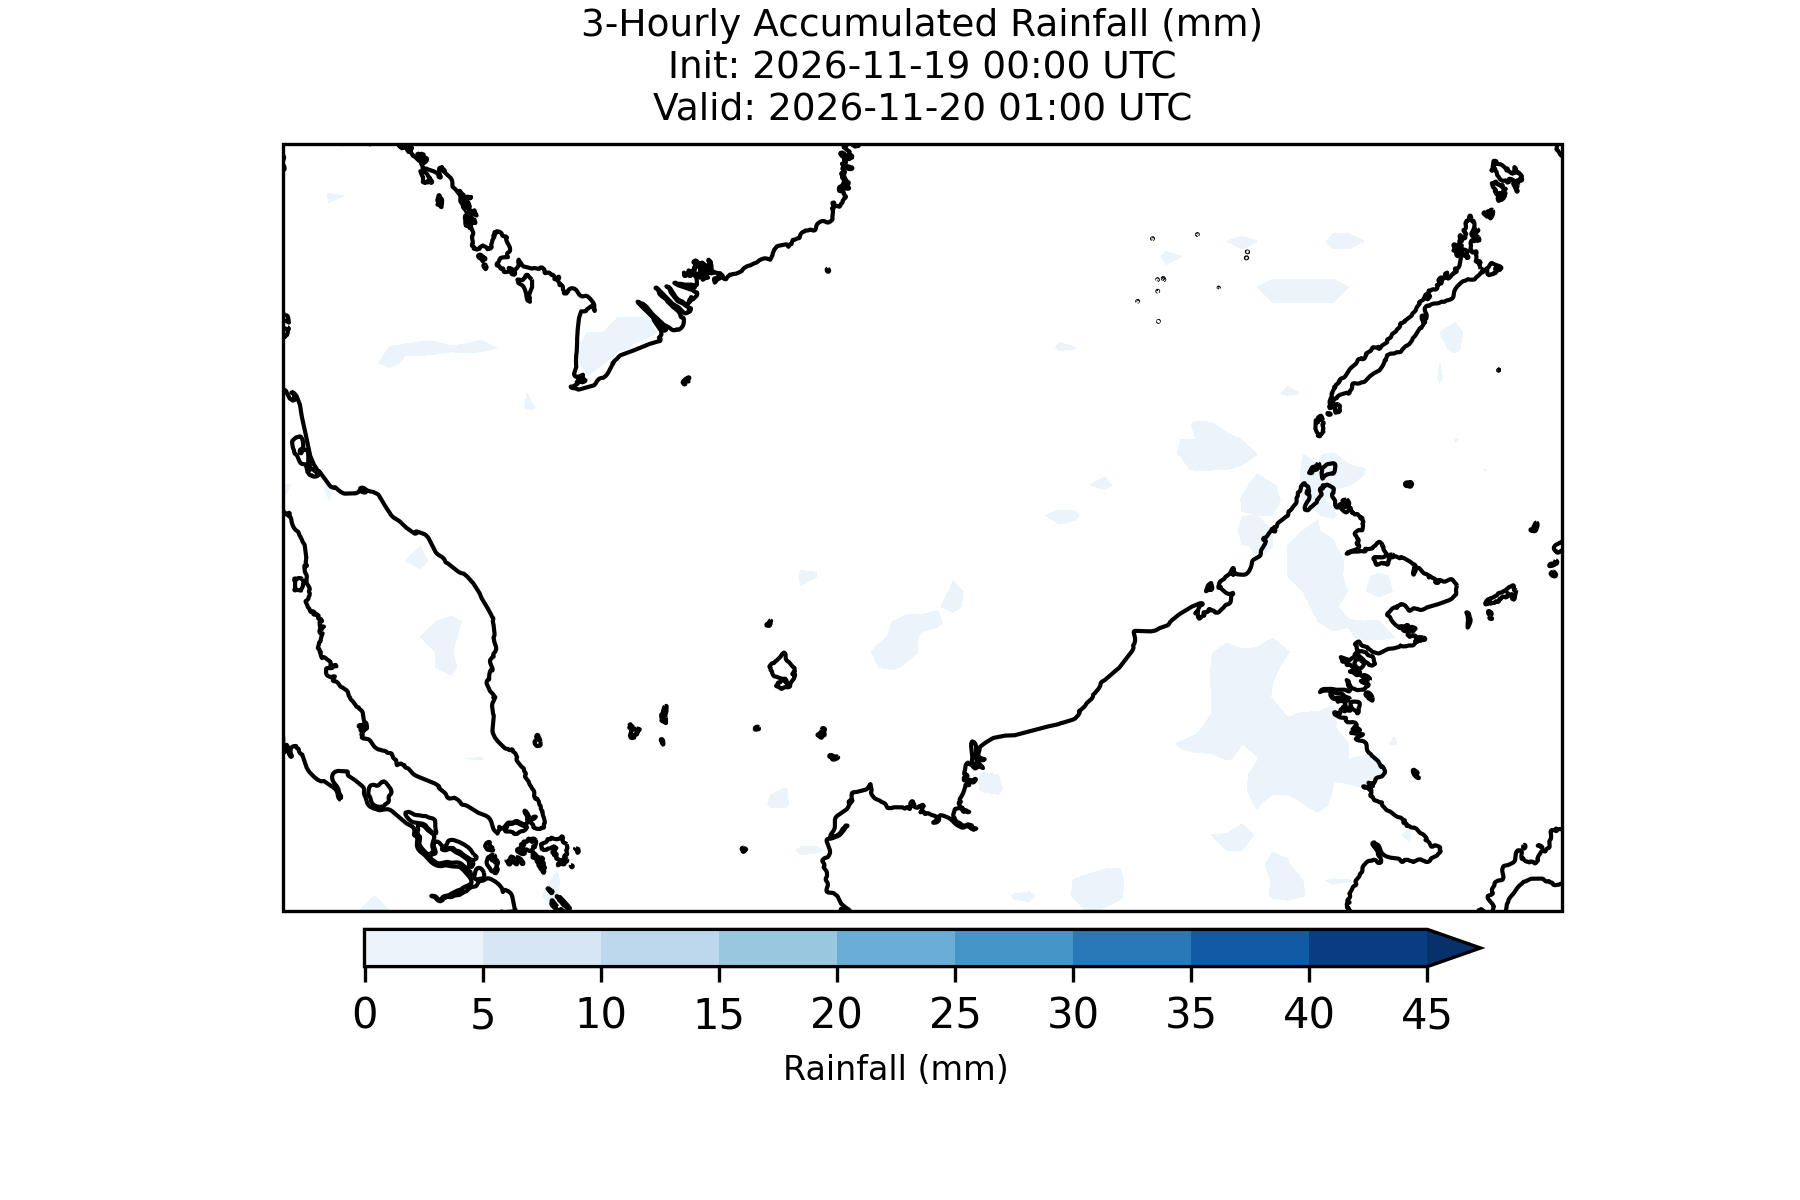 3-Hourly Accumulated Rainfall (mm)
Init: 2026-11-19 00:00 UTC
Valid: 2026-11-20 01:00 UTC
0 5 10 15 20 25 30 35 40 45
Rainfall (mm)